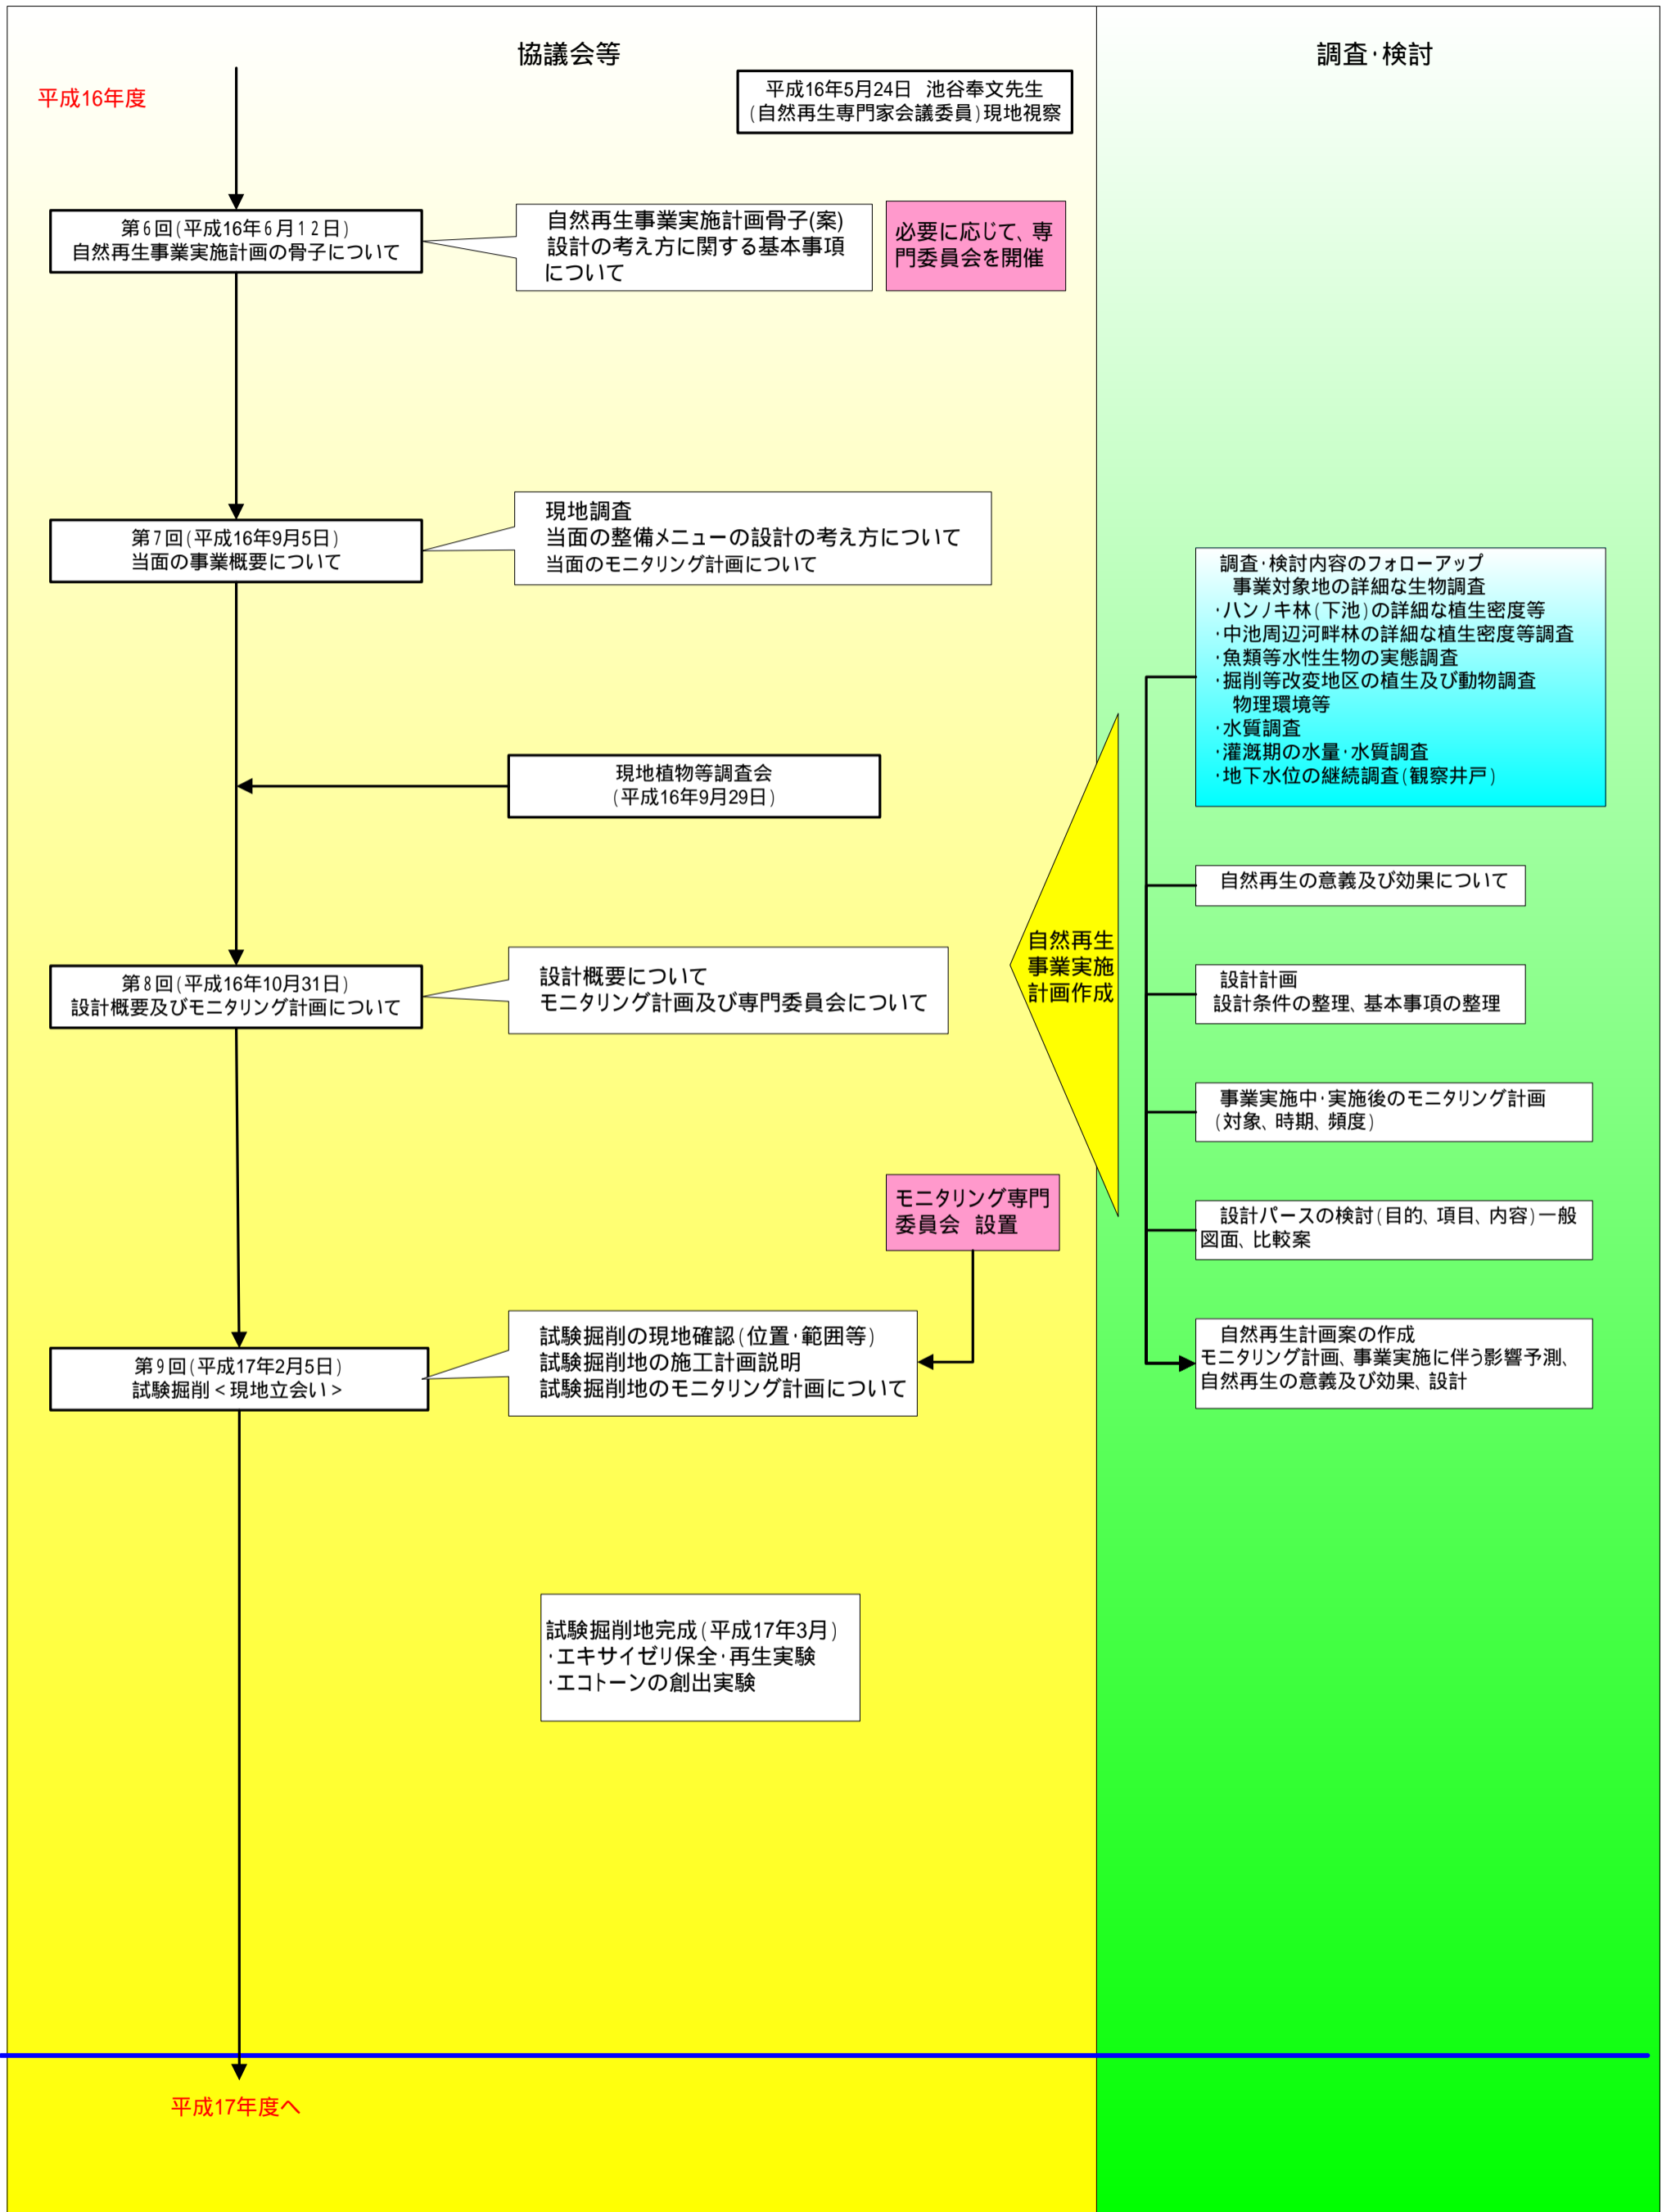 協議会等
調査・検討
平成16年度
平成16年5月24日　池谷奉文先生
(自然再生専門家会議委員)現地視察
第6回(平成16年6月12日)
自然再生事業実施計画の骨子について
自然再生事業実施計画骨子(案)
設計の考え方に関する基本事項
について
必要に応じて、専
門委員会を開催
第7回(平成16年9月5日)
当面の事業概要について
現地調査
当面の整備メニューの設計の考え方について
当面のモニタリング計画について
調査・検討内容のフォローアップ
事業対象地の詳細な生物調査
・ハンノキ林(下池)の詳細な植生密度等
・中池周辺河畔林の詳細な植生密度等調査
・魚類等水性生物の実態調査
・掘削等改変地区の植生及び動物調査
物理環境等
・水質調査
・灌漑期の水量・水質調査
・地下水位の継続調査(観察井戸)
現地植物等調査会
(平成16年9月29日)
自然再生の意義及び効果について
自然再生
事業実施
計画作成
第8回(平成16年10月31日)
設計概要及びモニタリング計画について
設計概要について
モニタリング計画及び専門委員会について
設計計画
設計条件の整理、基本事項の整理
事業実施中・実施後のモニタリング計画
(対象、時期、頻度)
モニタリング専門
委員会　設置
設計パースの検討(目的、項目、内容)一般
図面、比較案
第9回(平成17年2月5日)
試験掘削＜現地立会い＞
試験掘削の現地確認(位置・範囲等)
試験掘削地の施工計画説明
試験掘削地のモニタリング計画について
自然再生計画案の作成
モニタリング計画、事業実施に伴う影響予測、
自然再生の意義及び効果、設計
試験掘削地完成(平成17年3月)
・エキサイゼリ保全・再生実験
・エコトーンの創出実験
平成17年度へ